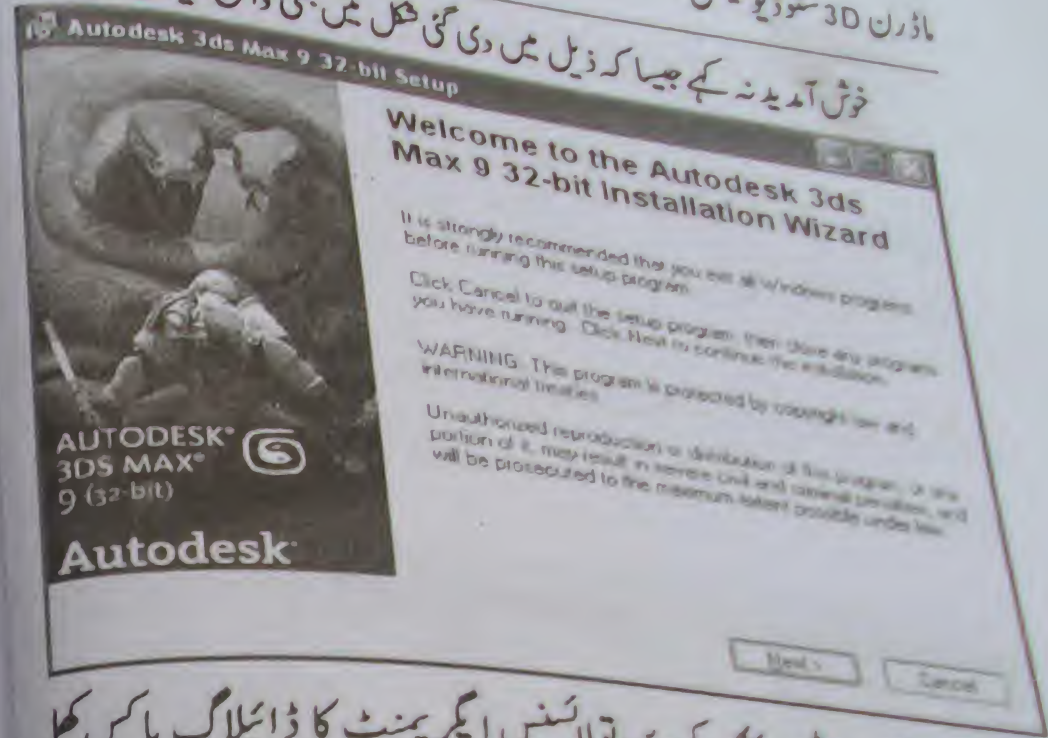 ماڈرن 3D سٹوڈیو
خوش آمدید نہ کہے جیسا کہ ذیل میں دی گئی شکل میں
Autodesk 3ds Max 9 32-bit Setup
Welcome to the Autodesk 3ds
Max 9 32-bit Installation Wizard
It is strongly recommended that you exit all Windows programs
before running this setup program.
Click Cancel to quit the setup program, then close any programs
you have running. Click Next to continue the installation.
WARNING: This program is protected by copyright law and
international treaties.
Unauthorized reproduction or distribution of this program, or any
portion of it, may result in severe civil and criminal penalties, and
will be prosecuted to the maximum extent possible under law.
AUTODESK®
3DS MAX®
9 (32-bit)
Autodesk®
Next >
Cancel
تو لائسنس ایگریمنٹ کا ڈائلاگ باکس کھا